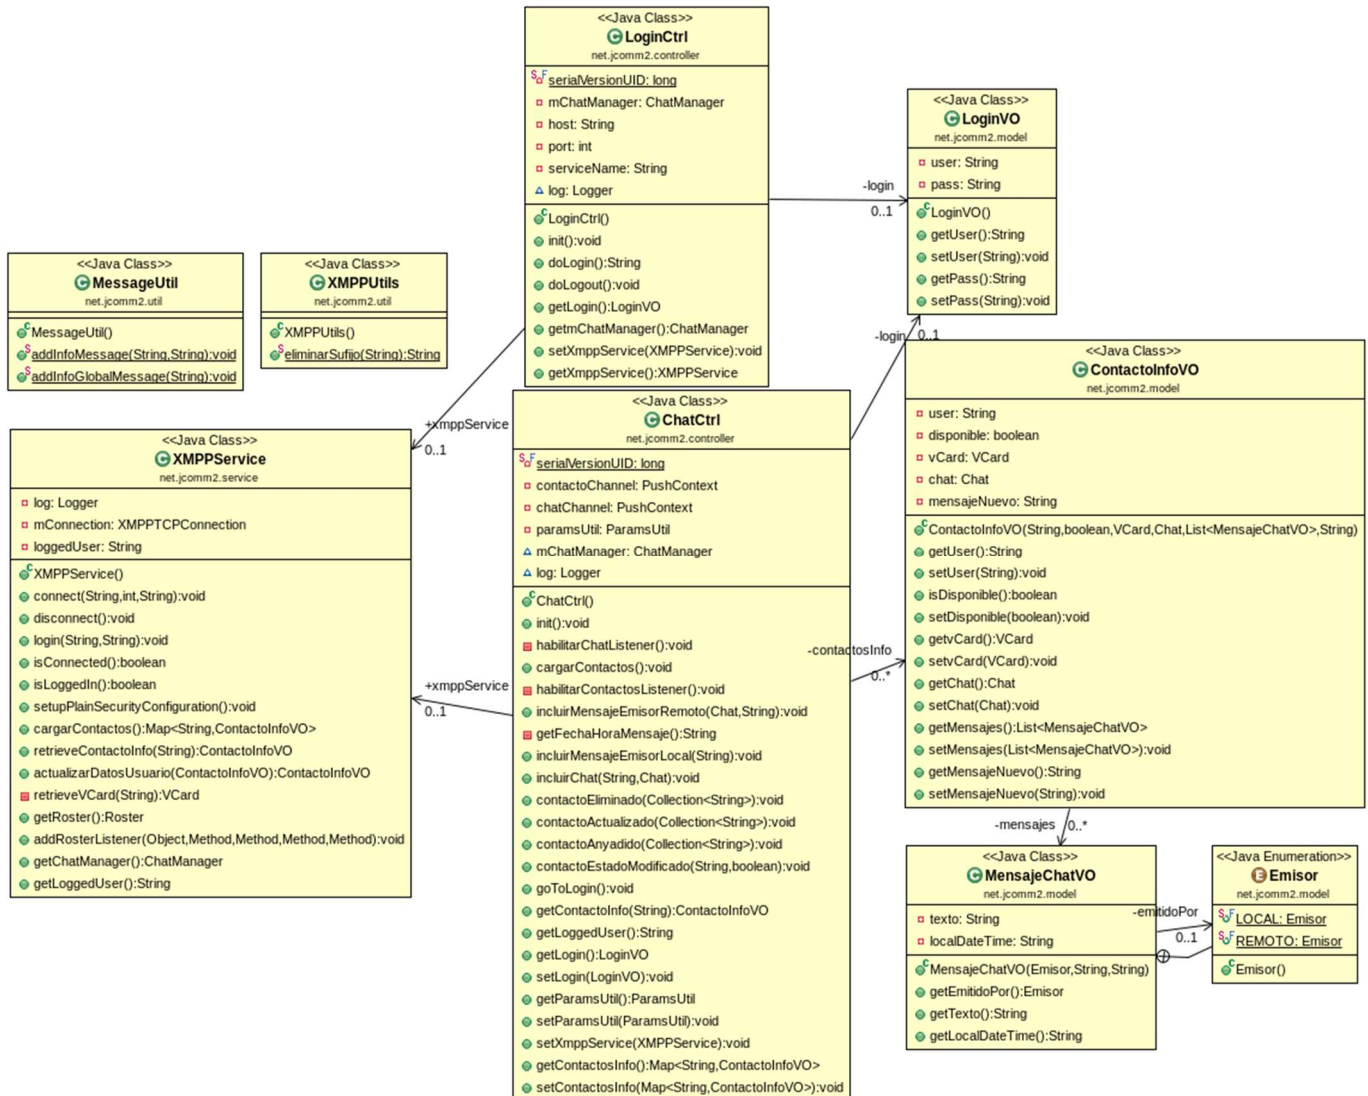 <<Java Class>>
LoginCtrl
net.jcomm2.controller
serialVersionUID: long
mChatManager: ChatManager
host: String
port: int
serviceName: String
log: Logger
LoginCtrl()
init():void
doLogin():String
doLogout():void
getLogin():LoginVO
getmChatManager():ChatManager
setXmppService(XMPPService):void
getXmppService():XMPPService
-login
0..1
<<Java Class>>
LoginVO
net.jcomm2.model
user: String
pass: String
LoginVO()
getUser():String
setUser(String):void
getPass():String
setPass(String):void
<<Java Class>>
MessageUtil
net.jcomm2.util
MessageUtil()
addInfoMessage(String,String):void
addInfoGlobalMessage(String):void
<<Java Class>>
XMPPUtils
net.jcomm2.util
XMPPUtils()
eliminarSufijo(String):String
-login
0..1
+xmppService
0..1
<<Java Class>>
XMPPService
net.jcomm2.service
log: Logger
mConnection: XMPPTCPConnection
loggedUser: String
XMPPService()
connect(String,int,String):void
disconnect():void
login(String,String):void
isConnected():boolean
isLoggedIn():boolean
setupPlainSecurityConfiguration():void
cargarContactos():Map<String,ContactoInfoVO>
retrieveContactoInfo(String):ContactoInfoVO
actualizarDatosUsuario(ContactoInfoVO):ContactoInfoVO
retrieveVCard(String):VCard
getRoster():Roster
addRosterListener(Object,Method,Method,Method,Method):void
getChatManager():ChatManager
getLoggedUser():String
+xmppService
0..1
<<Java Class>>
ChatCtrl
net.jcomm2.controller
serialVersionUID: long
contactoChannel: PushContext
chatChannel: PushContext
paramsUtil: ParamsUtil
mChatManager: ChatManager
log: Logger
ChatCtrl()
init():void
habilitarChatListener():void
cargarContactos():void
habilitarContactosListener():void
incluirMensajeEmisorRemoto(Chat,String):void
getFechaHoraMensaje():String
incluirMensajeEmisorLocal(String):void
incluirChat(String,Chat):void
contactoEliminado(Collection<String>):void
contactoActualizado(Collection<String>):void
contactoAnyadido(Collection<String>):void
contactoEstadoModificado(String,boolean):void
goToLogin():void
getContactoInfo(String):ContactoInfoVO
getLoggedUser():String
getLogin():LoginVO
setLogin(LoginVO):void
getParamsUtil():ParamsUtil
setParamsUtil(ParamsUtil):void
setXmppService(XMPPService):void
getContactosInfo():Map<String,ContactoInfoVO>
setContactosInfo(Map<String,ContactoInfoVO>):void
-contactosInfo
0..*
<<Java Class>>
ContactoInfoVO
net.jcomm2.model
user: String
disponible: boolean
vCard: VCard
chat: Chat
mensajeNuevo: String
ContactoInfoVO(String,boolean,VCard,Chat,List<MensajeChatVO>,String)
getUser():String
setUser(String):void
isDisponible():boolean
setDisponible(boolean):void
getvCard():VCard
setvCard(VCard):void
getChat():Chat
setChat(Chat):void
getMensajes():List<MensajeChatVO>
setMensajes(List<MensajeChatVO>):void
getMensajeNuevo():String
setMensajeNuevo(String):void
-mensajes
0..*
<<Java Class>>
MensajeChatVO
net.jcomm2.model
texto: String
localDateTime: String
MensajeChatVO(Emisor,String,String)
getEmitidoPor():Emisor
getTexto():String
getLocalDateTime():String
-emitidoPor
0..1
<<Java Enumeration>>
Emisor
net.jcomm2.model
LOCAL: Emisor
REMOTO: Emisor
Emisor()